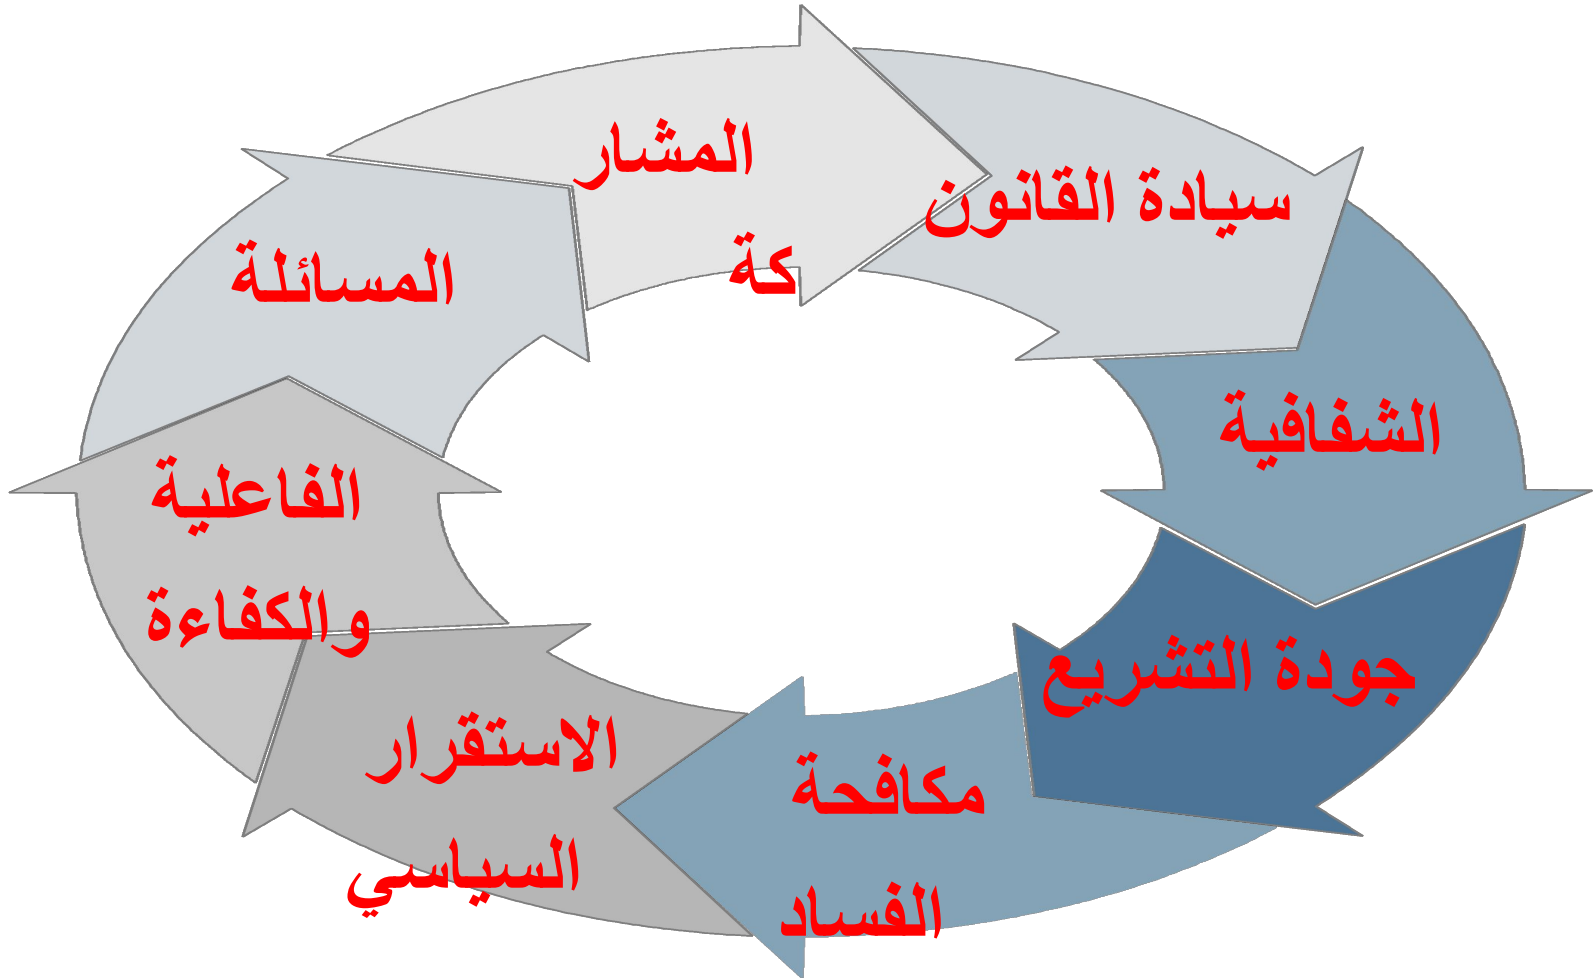 المشار
كة
سيادة القانون
الشفافية
جودة التشريع
مكافحة
الفساد
الاستقرار
السياسي
الفاعلية
والكفاءة
المسائلة